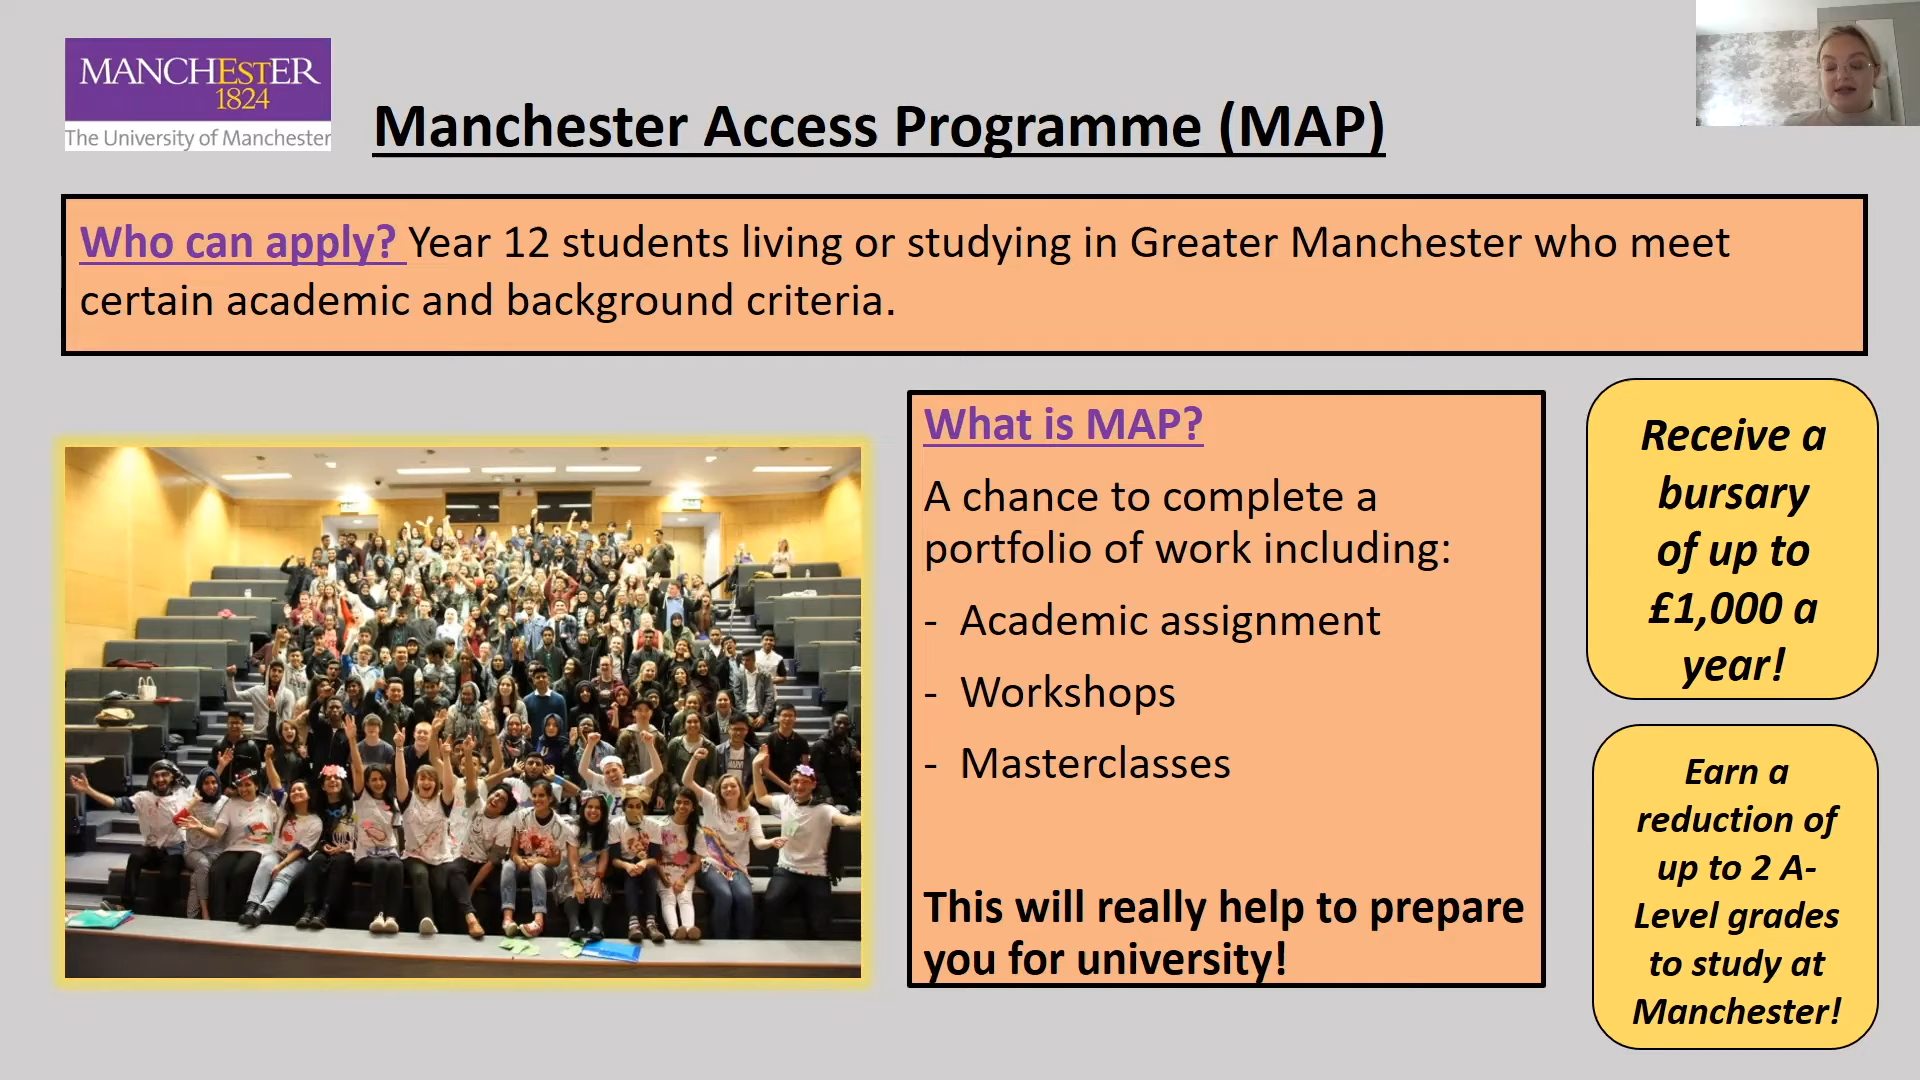 MANCHESTER
1824
The University of Manchester
Manchester Access Programme (MAP)
Who can apply? Year 12 students living or studying in Greater Manchester who meet
certain academic and background criteria.
What is MAP?
A chance to complete a
portfolio of work including:
- Academic assignment
- Workshops
- Masterclasses
This will really help to prepare
you for university!
Receive a
bursary
of up to
£1,000 a
year!
Earn a
reduction of
up to 2 A-
Level grades
to study at
Manchester!